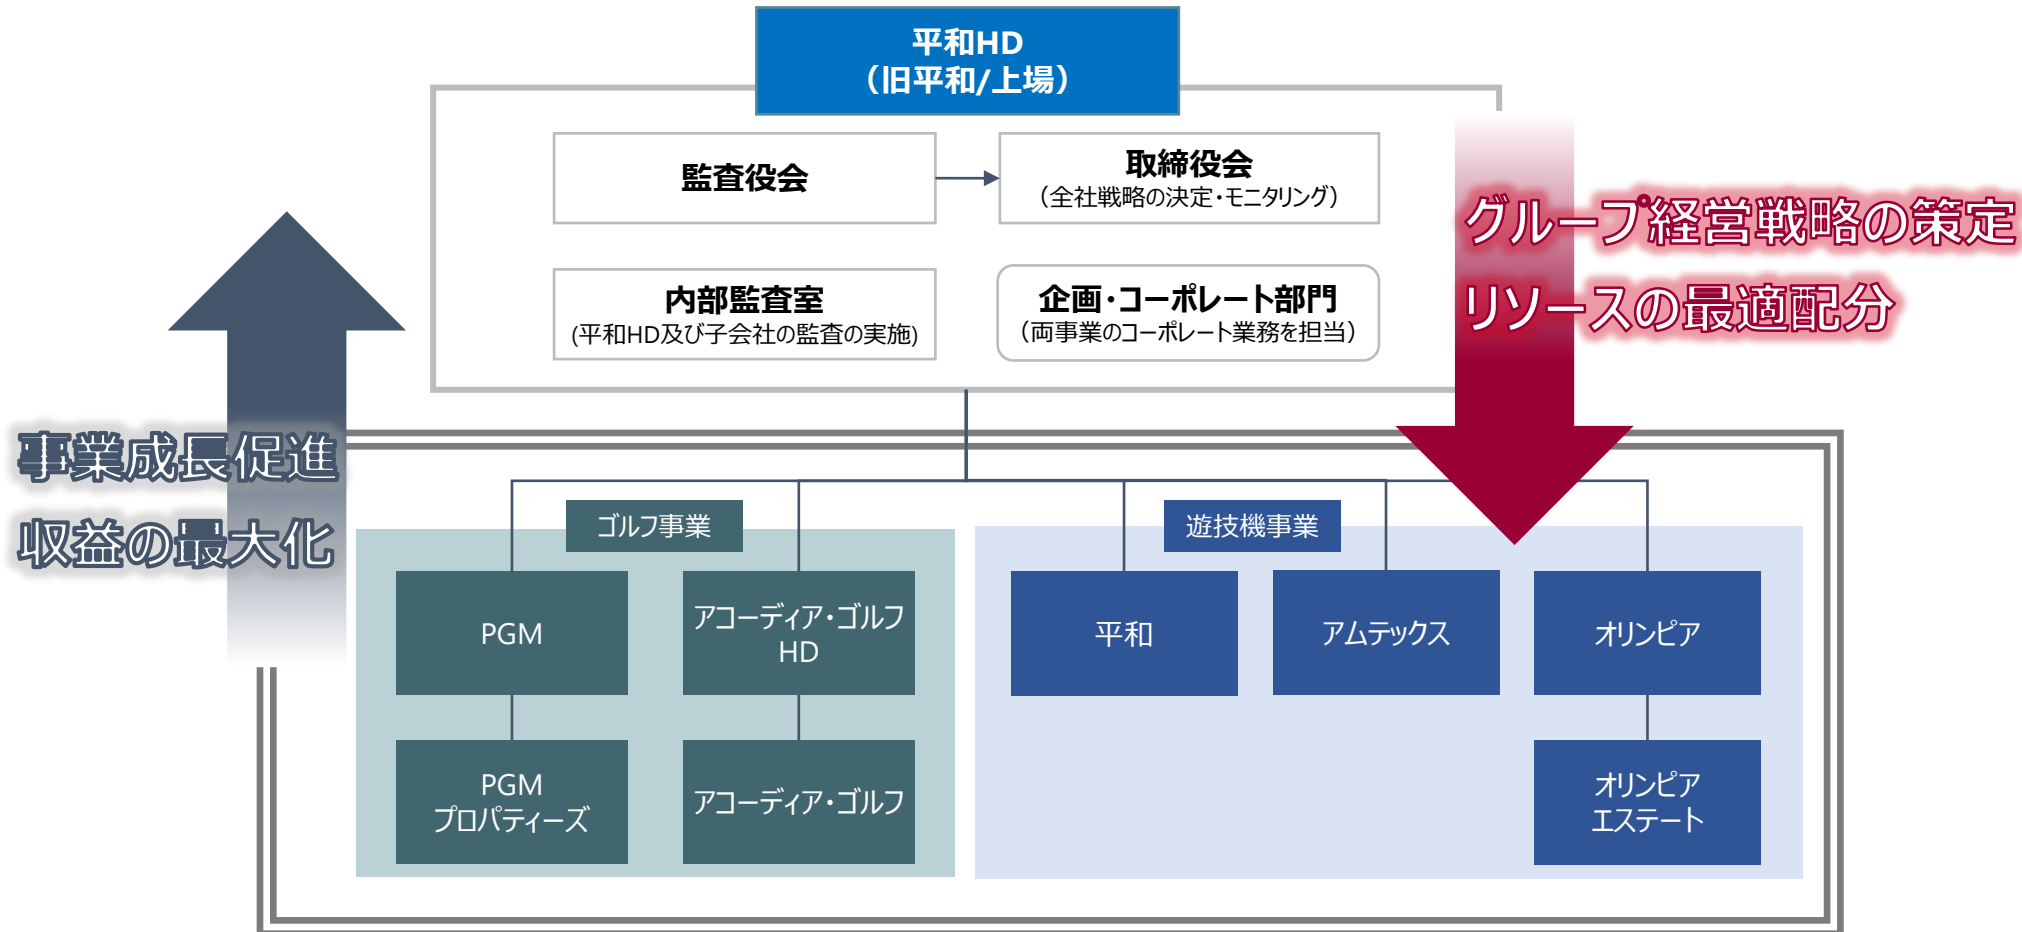 平和HD
（旧平和/上場）
監査役会
取締役会
（全社戦略の決定・モニタリング）
内部監査室
(平和HD及び子会社の監査の実施)
企画・コーポレート部門
（両事業のコーポレート業務を担当）
グループ経営戦略の策定
リソースの最適配分
事業成長促進
収益の最大化
ゴルフ事業
遊技機事業
PGM
アコーディア・ゴルフ
HD
平和
アムテックス
オリンピア
PGM
プロパティーズ
アコーディア・ゴルフ
オリンピア
エステート